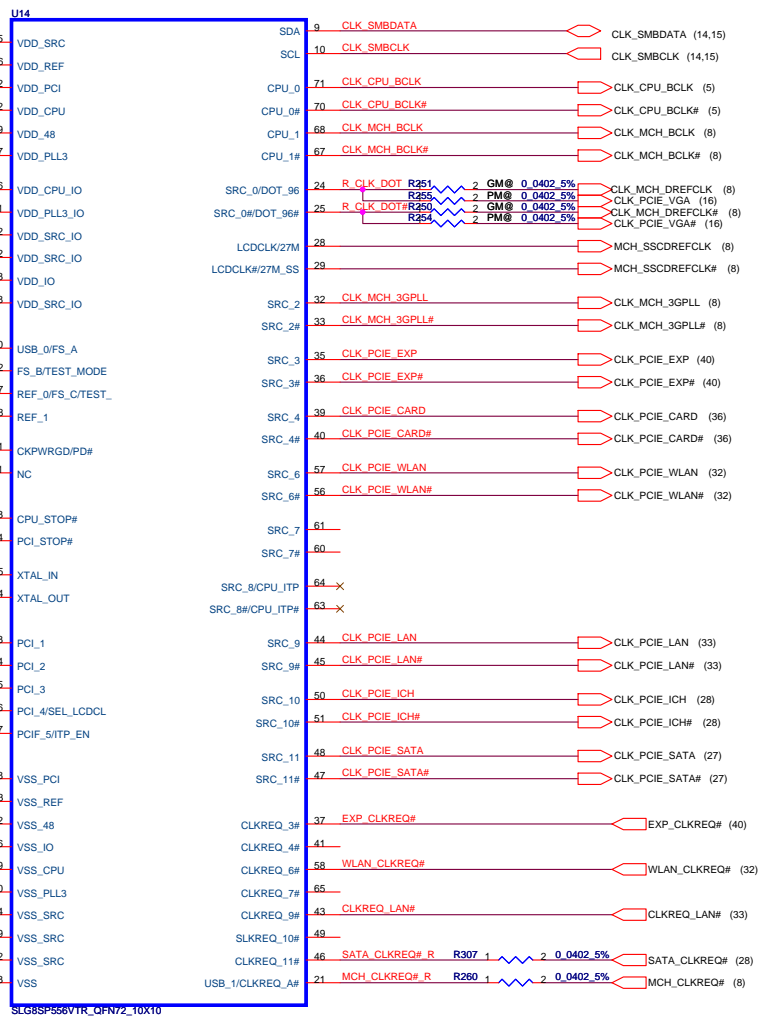 U14
SDA 9 CLK_SMBDATA CLK_SMBDATA (14,15)
VDD_SRC
SCL 10 CLK_SMBCLK CLK_SMBCLK (14,15)
VDD_REF
VDD_PCI CPU_0 71 CLK_CPU_BCLK CLK_CPU_BCLK (5)
VDD_CPU CPU_0# 70 CLK_CPU_BCLK# CLK_CPU_BCLK# (5)
VDD_48 CPU_1 68 CLK_MCH_BCLK CLK_MCH_BCLK (8)
VDD_PLL3 CPU_1# 67 CLK_MCH_BCLK# CLK_MCH_BCLK# (8)
VDD_CPU_IO SRC_0/DOT_96 24 R_CLK_DOT R251 2 GM@ 0_0402_5% CLK_MCH_DREFCLK (8)
R255 2 PM@ 0_0402_5% CLK_PCIE_VGA (16)
VDD_PLL3_IO SRC_0#/DOT_96# 25 R_CLK_DOT# R250 2 GM@ 0_0402_5% CLK_MCH_DREFCLK# (8)
R254 2 PM@ 0_0402_5% CLK_PCIE_VGA# (16)
VDD_SRC_IO
LCDCLK/27M 28 MCH_SSCDREFCLK (8)
VDD_SRC_IO
LCDCLK#/27M_SS 29 MCH_SSCDREFCLK# (8)
VDD_IO
VDD_SRC_IO SRC_2 32 CLK_MCH_3GPLL CLK_MCH_3GPLL (8)
SRC_2# 33 CLK_MCH_3GPLL# CLK_MCH_3GPLL# (8)
USB_0/FS_A
SRC_3 35 CLK_PCIE_EXP CLK_PCIE_EXP (40)
FS_B/TEST_MODE
SRC_3# 36 CLK_PCIE_EXP# CLK_PCIE_EXP# (40)
REF_0/FS_C/TEST_
REF_1 SRC_4 39 CLK_PCIE_CARD CLK_PCIE_CARD (36)
SRC_4# 40 CLK_PCIE_CARD# CLK_PCIE_CARD# (36)
CKPWRGD/PD#
NC SRC_6 57 CLK_PCIE_WLAN CLK_PCIE_WLAN (32)
SRC_6# 56 CLK_PCIE_WLAN# CLK_PCIE_WLAN# (32)
CPU_STOP#
SRC_7 61
PCI_STOP#
SRC_7# 60
XTAL_IN
SRC_8/CPU_ITP 64
XTAL_OUT
SRC_8#/CPU_ITP# 63
PCI_1 SRC_9 44 CLK_PCIE_LAN CLK_PCIE_LAN (33)
PCI_2 SRC_9# 45 CLK_PCIE_LAN# CLK_PCIE_LAN# (33)
PCI_3
SRC_10 50 CLK_PCIE_ICH CLK_PCIE_ICH (28)
PCI_4/SEL_LCDCL
SRC_10# 51 CLK_PCIE_ICH# CLK_PCIE_ICH# (28)
PCIF_5/ITP_EN
SRC_11 48 CLK_PCIE_SATA CLK_PCIE_SATA (27)
VSS_PCI SRC_11# 47 CLK_PCIE_SATA# CLK_PCIE_SATA# (27)
VSS_REF
VSS_48 CLKREQ_3# 37 EXP_CLKREQ# EXP_CLKREQ# (40)
VSS_IO CLKREQ_4# 41
VSS_CPU CLKREQ_6# 58 WLAN_CLKREQ# WLAN_CLKREQ# (32)
VSS_PLL3 CLKREQ_7# 65
VSS_SRC CLKREQ_9# 43 CLKREQ_LAN# CLKREQ_LAN# (33)
VSS_SRC SLKREQ_10# 49
VSS_SRC CLKREQ_11# 46 SATA_CLKREQ#_R R307 1 2 0_0402_5% SATA_CLKREQ# (28)
VSS USB_1/CLKREQ_A# 21 MCH_CLKREQ#_R R260 1 2 0_0402_5% MCH_CLKREQ# (8)
SLG8SP556VTR_QFN72_10X10